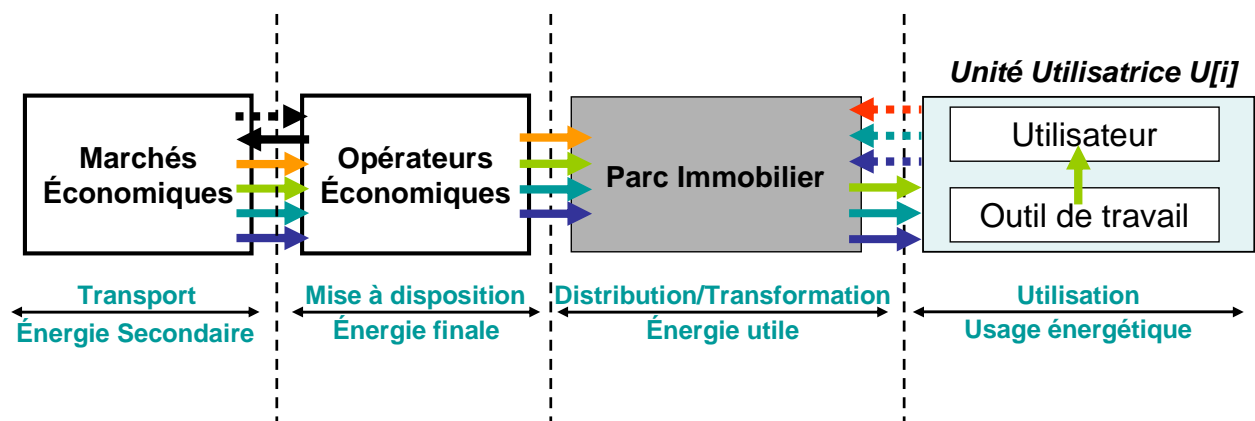 Unité Utilisatrice U[i]
Marchés
Économiques
Opérateurs
Économiques
Parc Immobilier
Utilisateur
Outil de travail
Transport
Énergie Secondaire
Mise à disposition
Énergie finale
Distribution/Transformation
Énergie utile
Utilisation
Usage énergétique